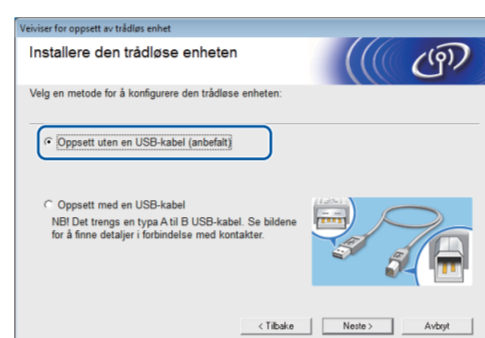 Veiviser for oppsett av trådløs enhet
Installere den trådløse enheten
Velg en metode for å konfigurere den trådløse enheten:
Oppsett uten en USB-kabel (anbefalt)
Oppsett med en USB-kabel
NB! Det trengs en typa A til B USB-kabel. Se bildene
for å finne detaljer i forbindelse med kontakter.
< Tilbake Neste > Avbryt